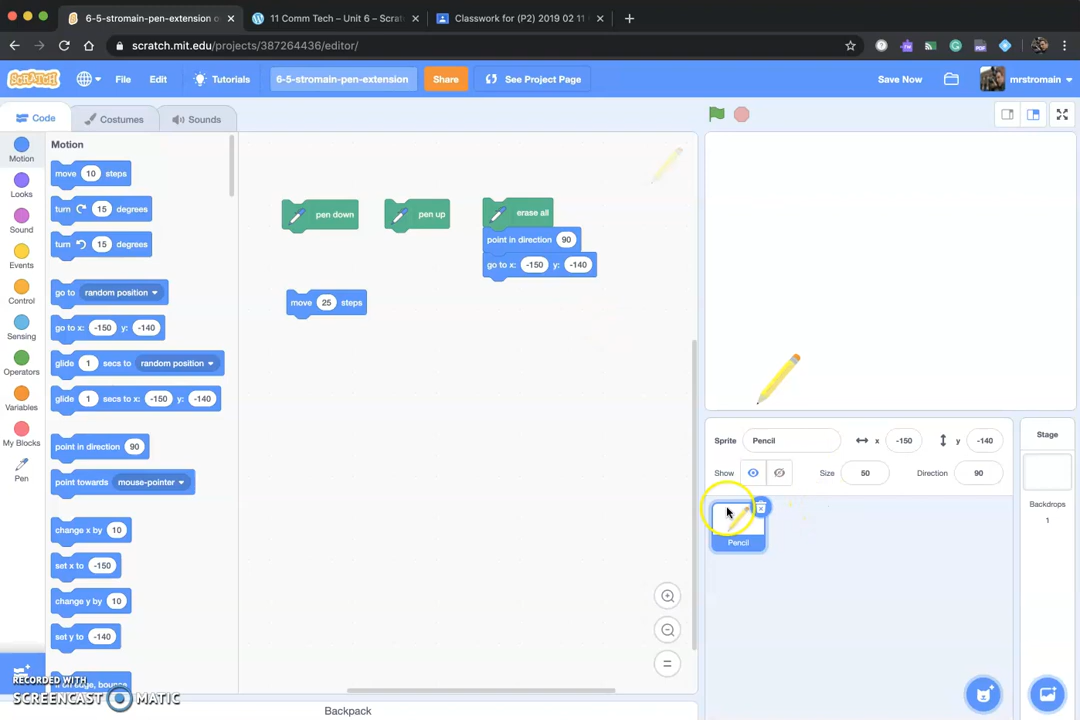 6-5-stromain-pen-extension o
11 Comm Tech – Unit 6 – Scratch
Classwork for (P2) 2019 02 11
scratch.mit.edu/projects/387264436/editor/
SCRATCH
File
Edit
Tutorials
6-5-stromain-pen-extension
Share
See Project Page
Save Now
mrstromain
Code
Costumes
Sounds
Motion
Looks
Sound
Events
Control
Sensing
Operators
Variables
My Blocks
Pen
Motion
move 10 steps
turn 15 degrees
turn 15 degrees
go to random position
go to x: -150 y: -140
glide 1 secs to random position
glide 1 secs to x: -150 y: -140
point in direction 90
point towards mouse-pointer
change x by 10
set x to -150
change y by 10
set y to -140
if on edge, bounce
pen down
pen up
erase all
point in direction 90
go to x: -150 y: -140
move 25 steps
Sprite Pencil x -150 y -140
Show Size 50 Direction 90
Pencil
Stage
Backdrops
1
Backpack
RECORDED WITH
SCREENCAST MATIC